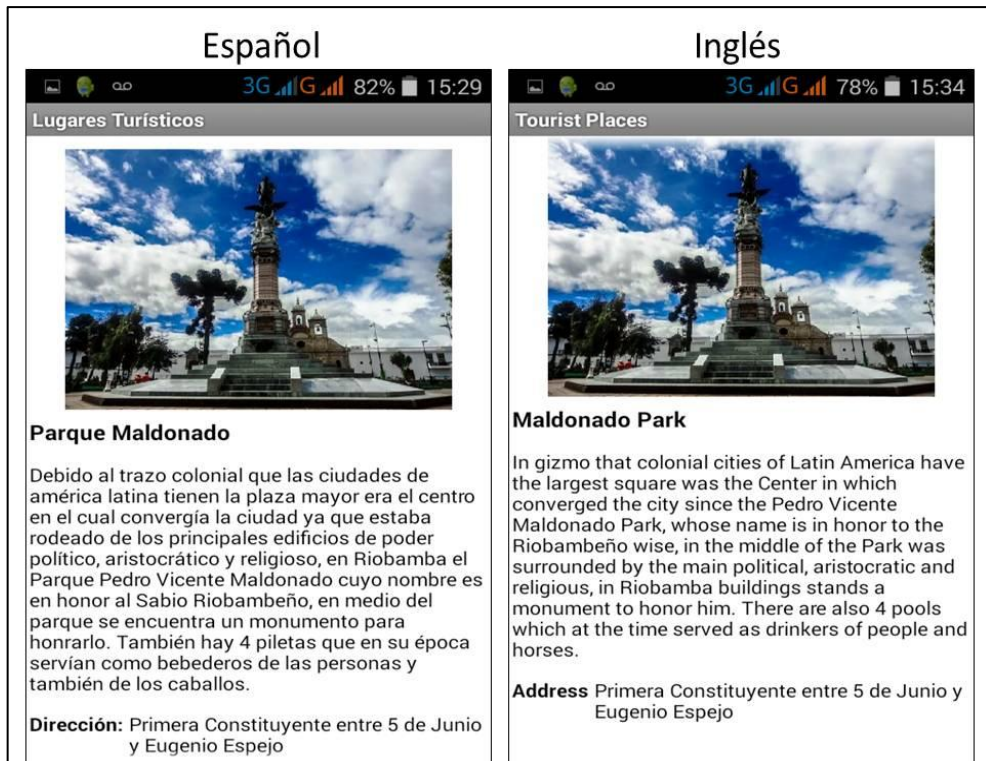 Español
3G G 82% 15:29
Lugares Turísticos
Parque Maldonado
Debido al trazo colonial que las ciudades de
américa latina tienen la plaza mayor era el centro
en el cual convergía la ciudad ya que estaba
rodeado de los principales edificios de poder
político, aristocrático y religioso, en Riobamba el
Parque Pedro Vicente Maldonado cuyo nombre es
en honor al Sabio Riobambeño, en medio del
parque se encuentra un monumento para
honrarlo. También hay 4 piletas que en su época
servían como bebederos de las personas y
también de los caballos.
Dirección: Primera Constituyente entre 5 de Junio
y Eugenio Espejo
Inglés
3G G 78% 15:34
Tourist Places
Maldonado Park
In gizmo that colonial cities of Latin America have
the largest square was the Center in which
converged the city since the Pedro Vicente
Maldonado Park, whose name is in honor to the
Riobambeño wise, in the middle of the Park was
surrounded by the main political, aristocratic and
religious, in Riobamba buildings stands a
monument to honor him. There are also 4 pools
which at the time served as drinkers of people and
horses.
Address Primera Constituyente entre 5 de Junio y
Eugenio Espejo